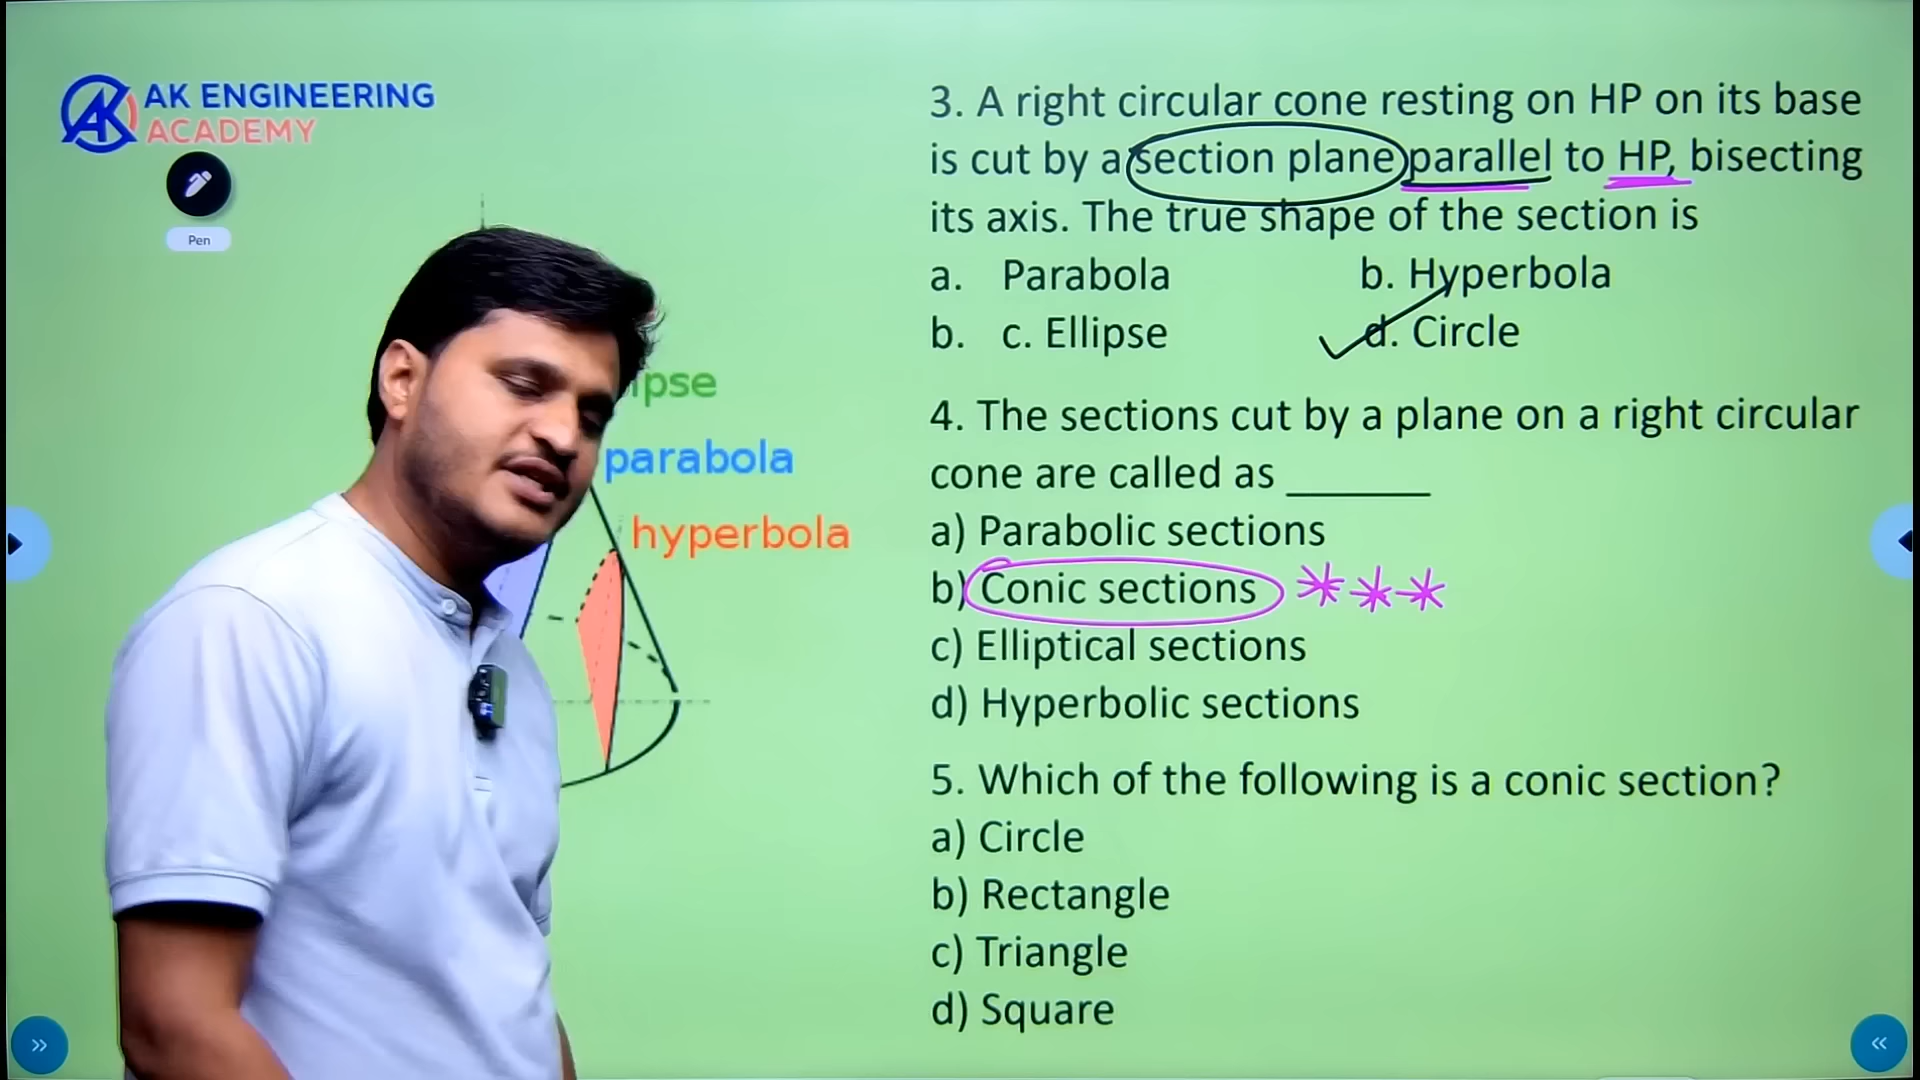 AK ENGINEERING
ACADEMY
Pen
parabola
hyperbola
3. A right circular cone resting on HP on its base
is cut by a section plane parallel to HP, bisecting
its axis. The true shape of the section is
a. Parabola b. Hyperbola
b. c. Ellipse d. Circle
4. The sections cut by a plane on a right circular
cone are called as ______
a) Parabolic sections
b) Conic sections
c) Elliptical sections
d) Hyperbolic sections
5. Which of the following is a conic section?
a) Circle
b) Rectangle
c) Triangle
d) Square